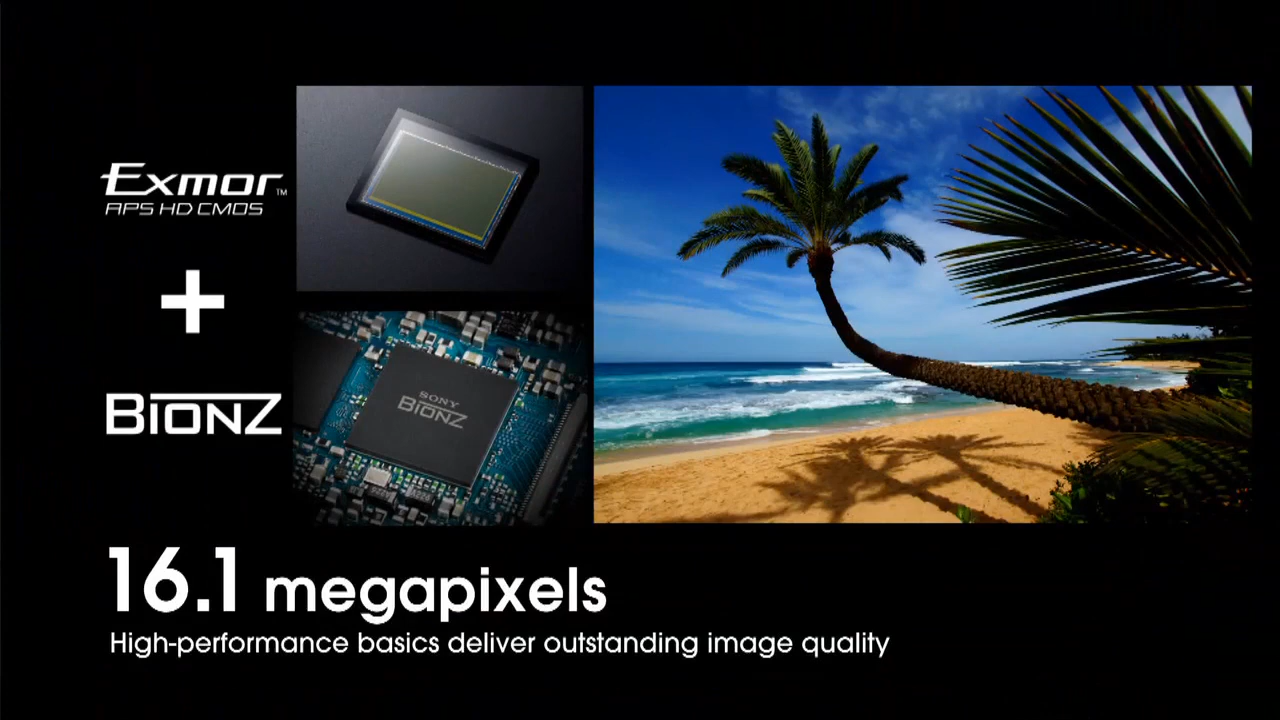 Exmor™
APS HD CMOS
+
BIONZ
SONY
BIONZ
16.1 megapixels
High-performance basics deliver outstanding image quality